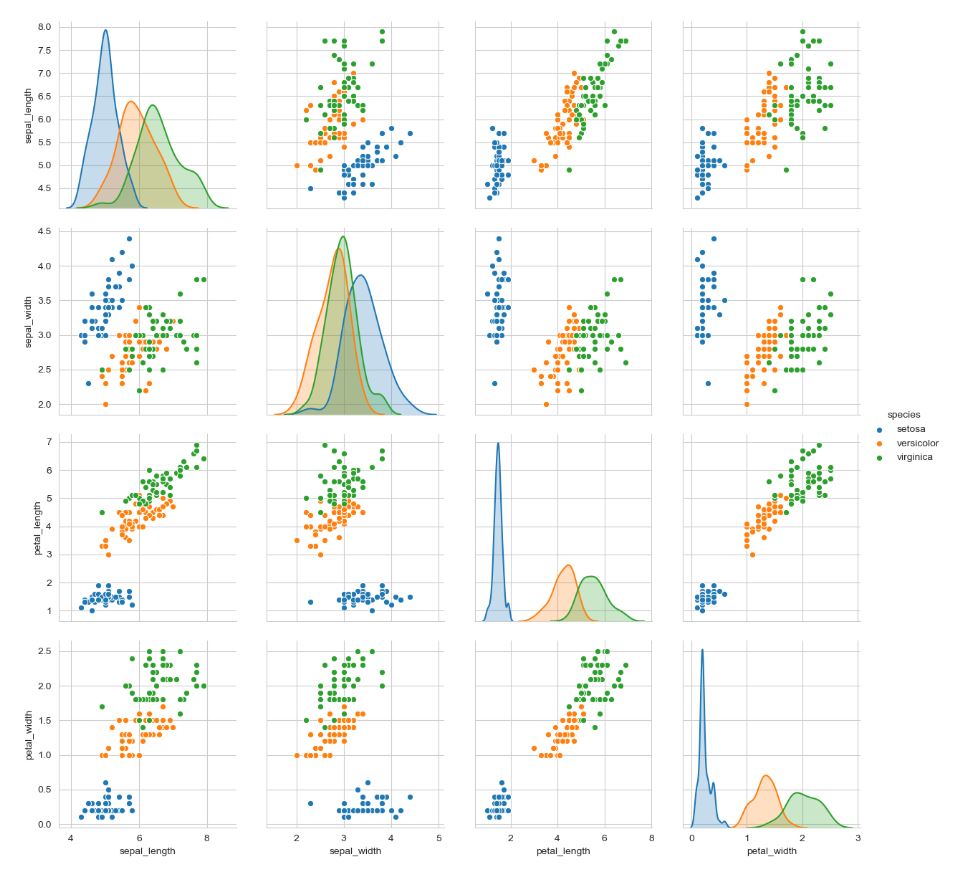 8.0
7.5
7.0
6.5
6.0
5.5
5.0
4.5
sepal_length
4.5
4.0
3.5
3.0
2.5
2.0
sepal_width
species
setosa
versicolor
virginica
7
6
5
4
3
2
1
petal_length
2.5
2.0
1.5
1.0
0.5
0.0
petal_width
4 6 8
2 3 4 5
2 4 6 8
0 1 2 3
sepal_length
sepal_width
petal_length
petal_width